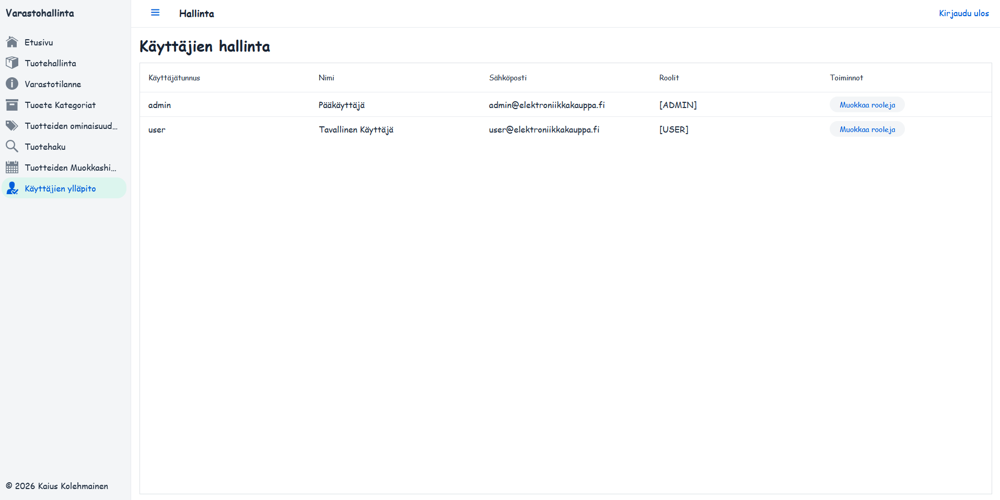 Varastohallinta
Etusivu
Tuotehallinta
Varastotilanne
Tuoete Kategoriat
Tuotteiden ominaisuud...
Tuotehaku
Tuotteiden Muokkashi...
Käyttäjien ylläpito
© 2026 Kaius Kolehmainen
Hallinta
Kirjaudu ulos
Käyttäjien hallinta
Käyttäjätunnus Nimi Sähköposti Roolit Toiminnot
admin Pääkäyttäjä admin@elektroniikkakauppa.fi [ADMIN] Muokkaa rooleja
user Tavallinen Käyttäjä user@elektroniikkakauppa.fi [USER] Muokkaa rooleja